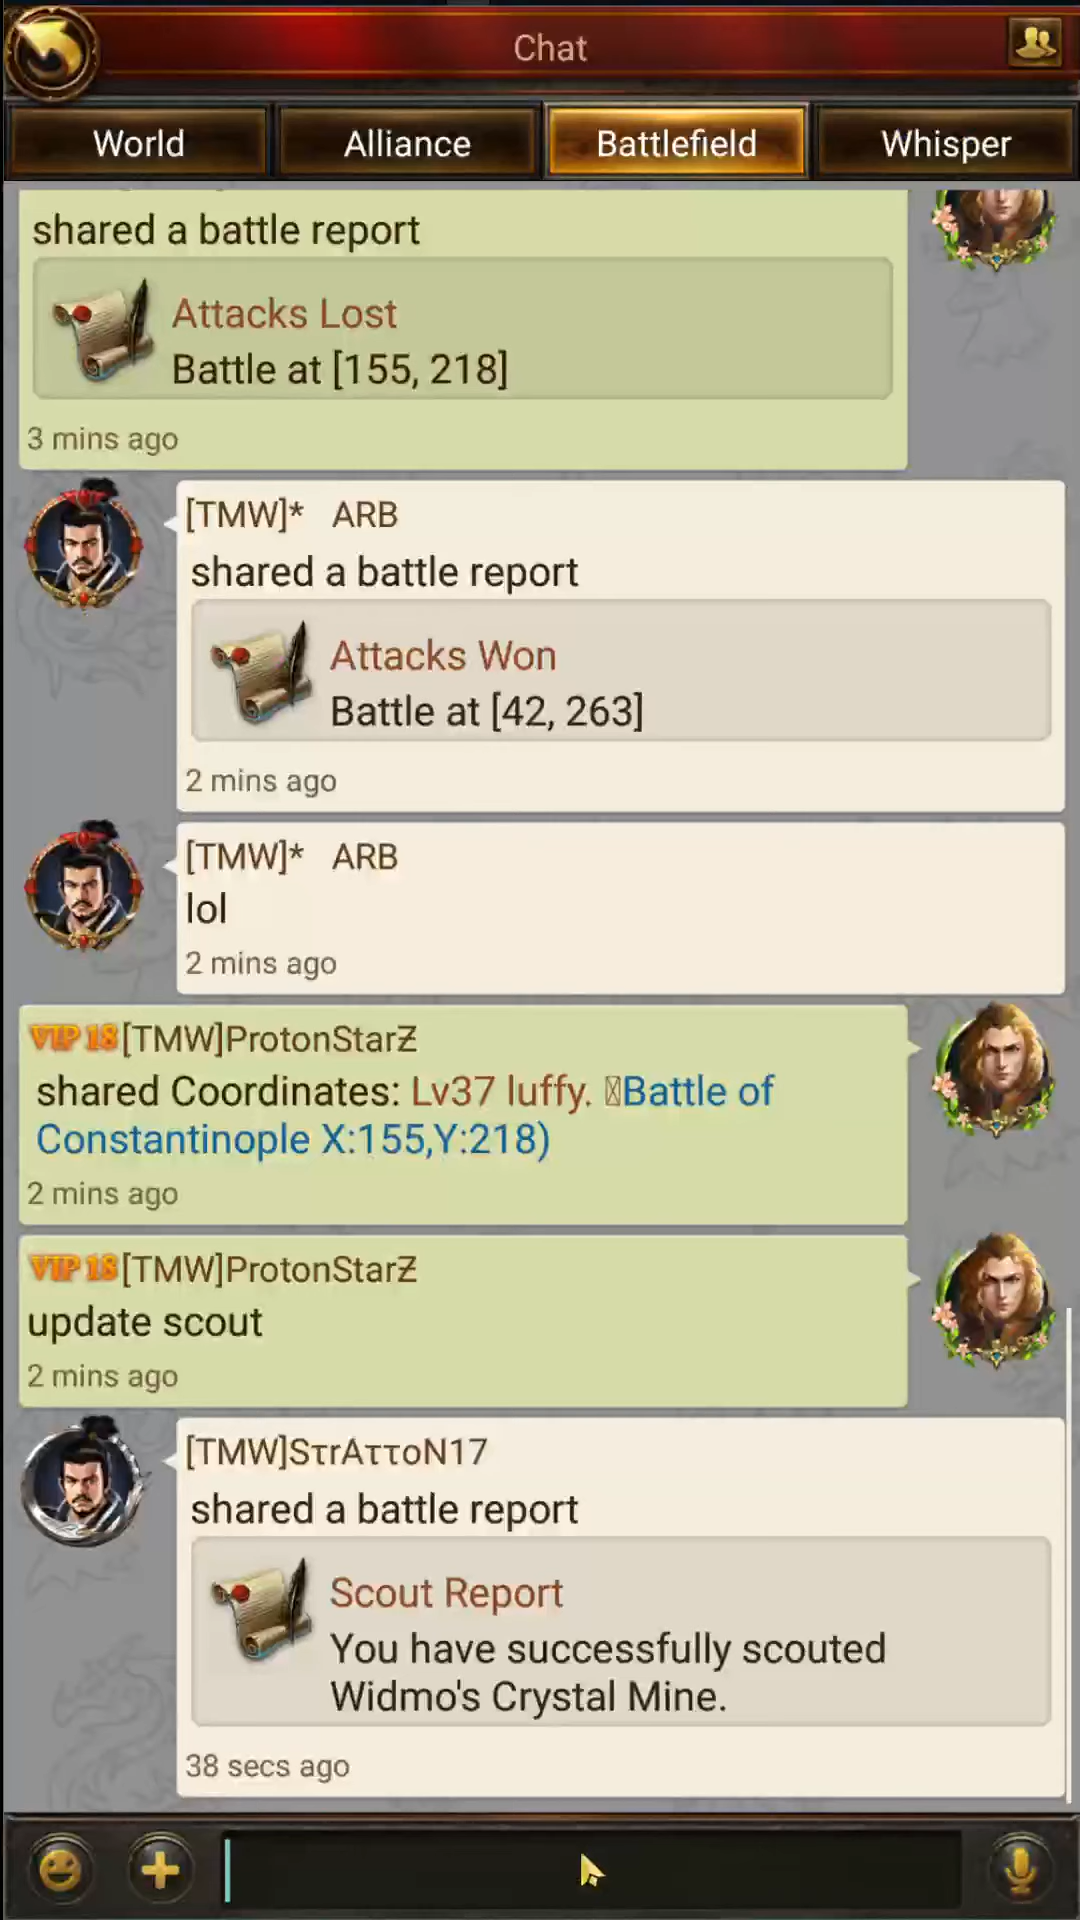 Chat
World
Alliance
Battlefield
Whisper
shared a battle report
Attacks Lost
Battle at [155, 218]
3 mins ago
[TMW]* ARB
shared a battle report
Attacks Won
Battle at [42, 263]
2 mins ago
[TMW]* ARB
lol
2 mins ago
VIP 18 [TMW]ProtonStarƵ
shared Coordinates: Lv37 luffy. Battle of
Constantinople X:155,Y:218)
2 mins ago
VIP 18 [TMW]ProtonStarƵ
update scout
2 mins ago
[TMW]SτrAττoN17
shared a battle report
Scout Report
You have successfully scouted
Widmo's Crystal Mine.
38 secs ago